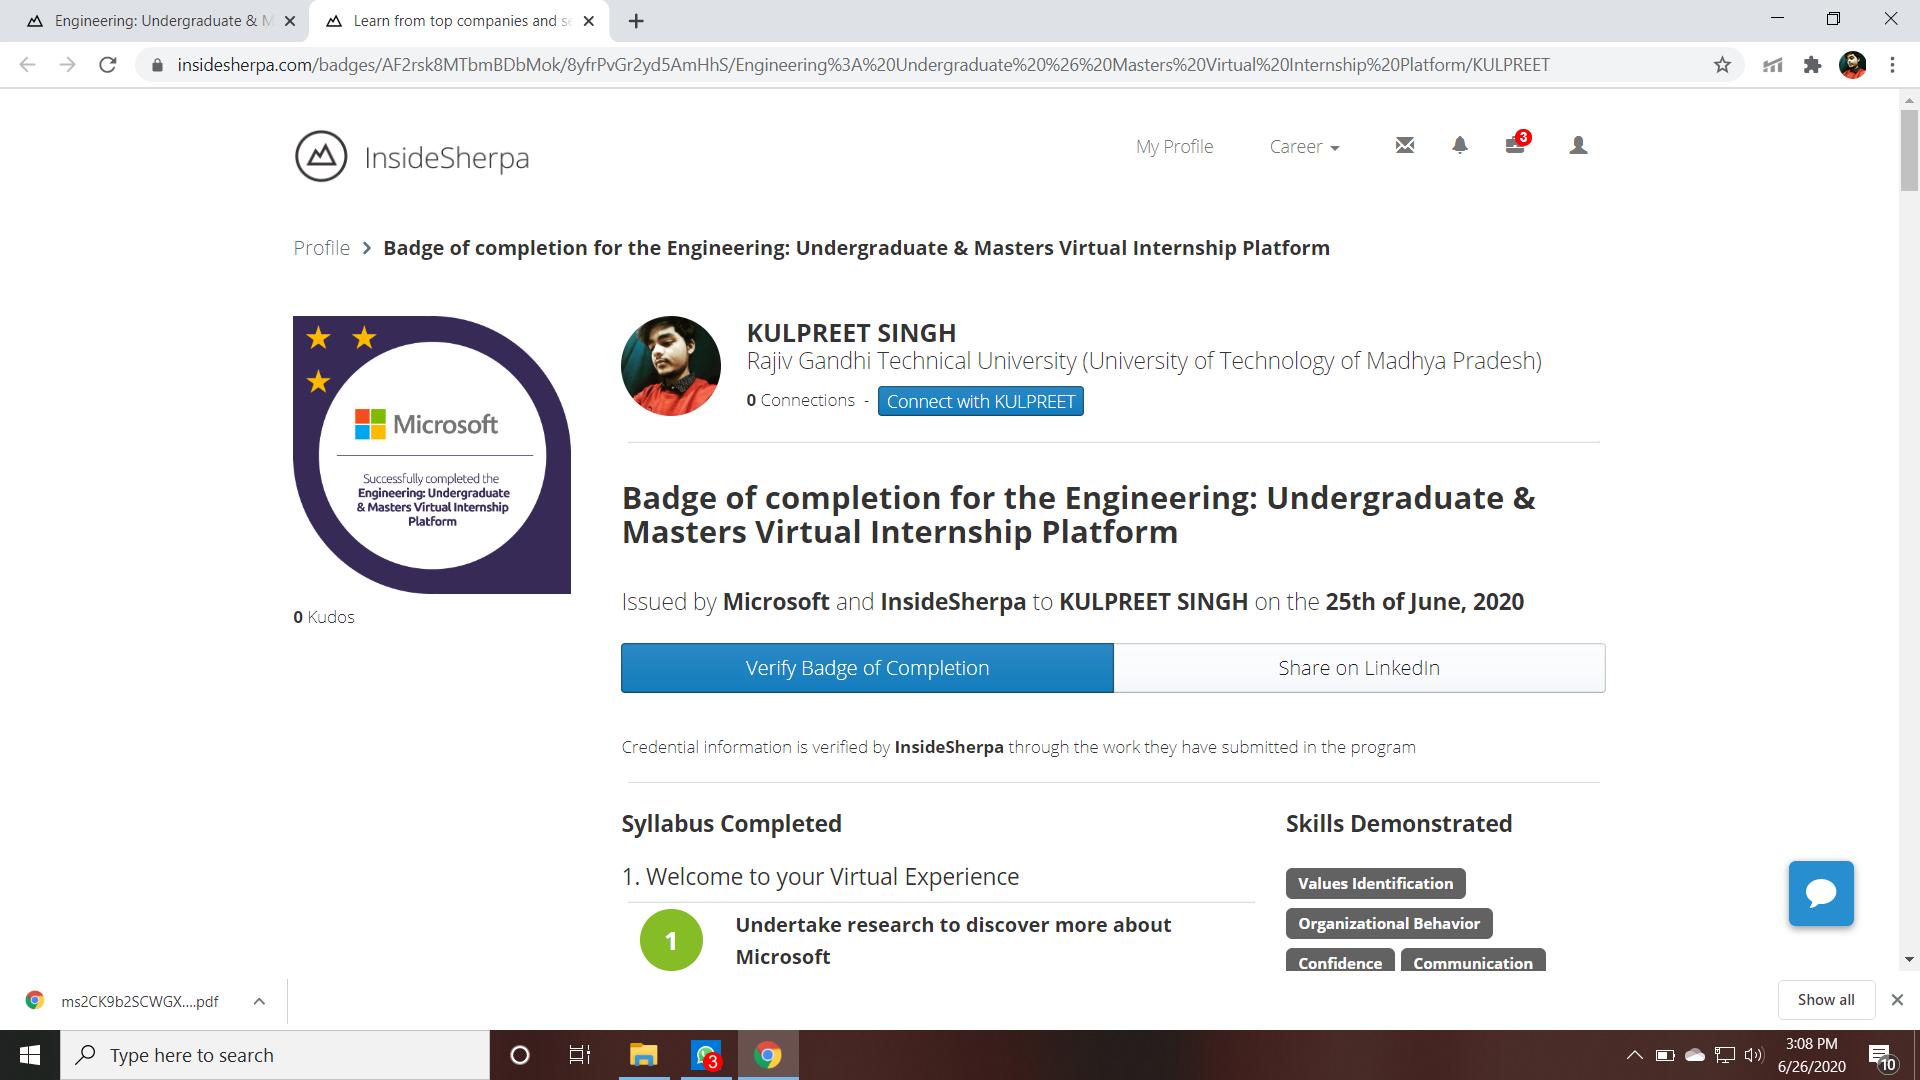 Engineering: Undergraduate & M
Learn from top companies and se
insidesherpa.com/badges/AF2rsk8MTbmBDbMok/8yfrPvGr2yd5AmHhS/Engineering%3A%20Undergraduate%20%26%20Masters%20Virtual%20Internship%20Platform/KULPREET
InsideSherpa
My Profile
Career
3
Profile > Badge of completion for the Engineering: Undergraduate & Masters Virtual Internship Platform
Microsoft
Successfully completed the
Engineering: Undergraduate
& Masters Virtual Internship
Platform
0 Kudos
KULPREET SINGH
Rajiv Gandhi Technical University (University of Technology of Madhya Pradesh)
0 Connections - Connect with KULPREET
Badge of completion for the Engineering: Undergraduate &
Masters Virtual Internship Platform
Issued by Microsoft and InsideSherpa to KULPREET SINGH on the 25th of June, 2020
Verify Badge of Completion
Share on LinkedIn
Credential information is verified by InsideSherpa through the work they have submitted in the program
Syllabus Completed
1. Welcome to your Virtual Experience
1
Undertake research to discover more about
Microsoft
Skills Demonstrated
Values Identification
Organizational Behavior
Confidence
Communication
ms2CK9b2SCWGX....pdf
Show all
Type here to search
3
3:08 PM
6/26/2020
10